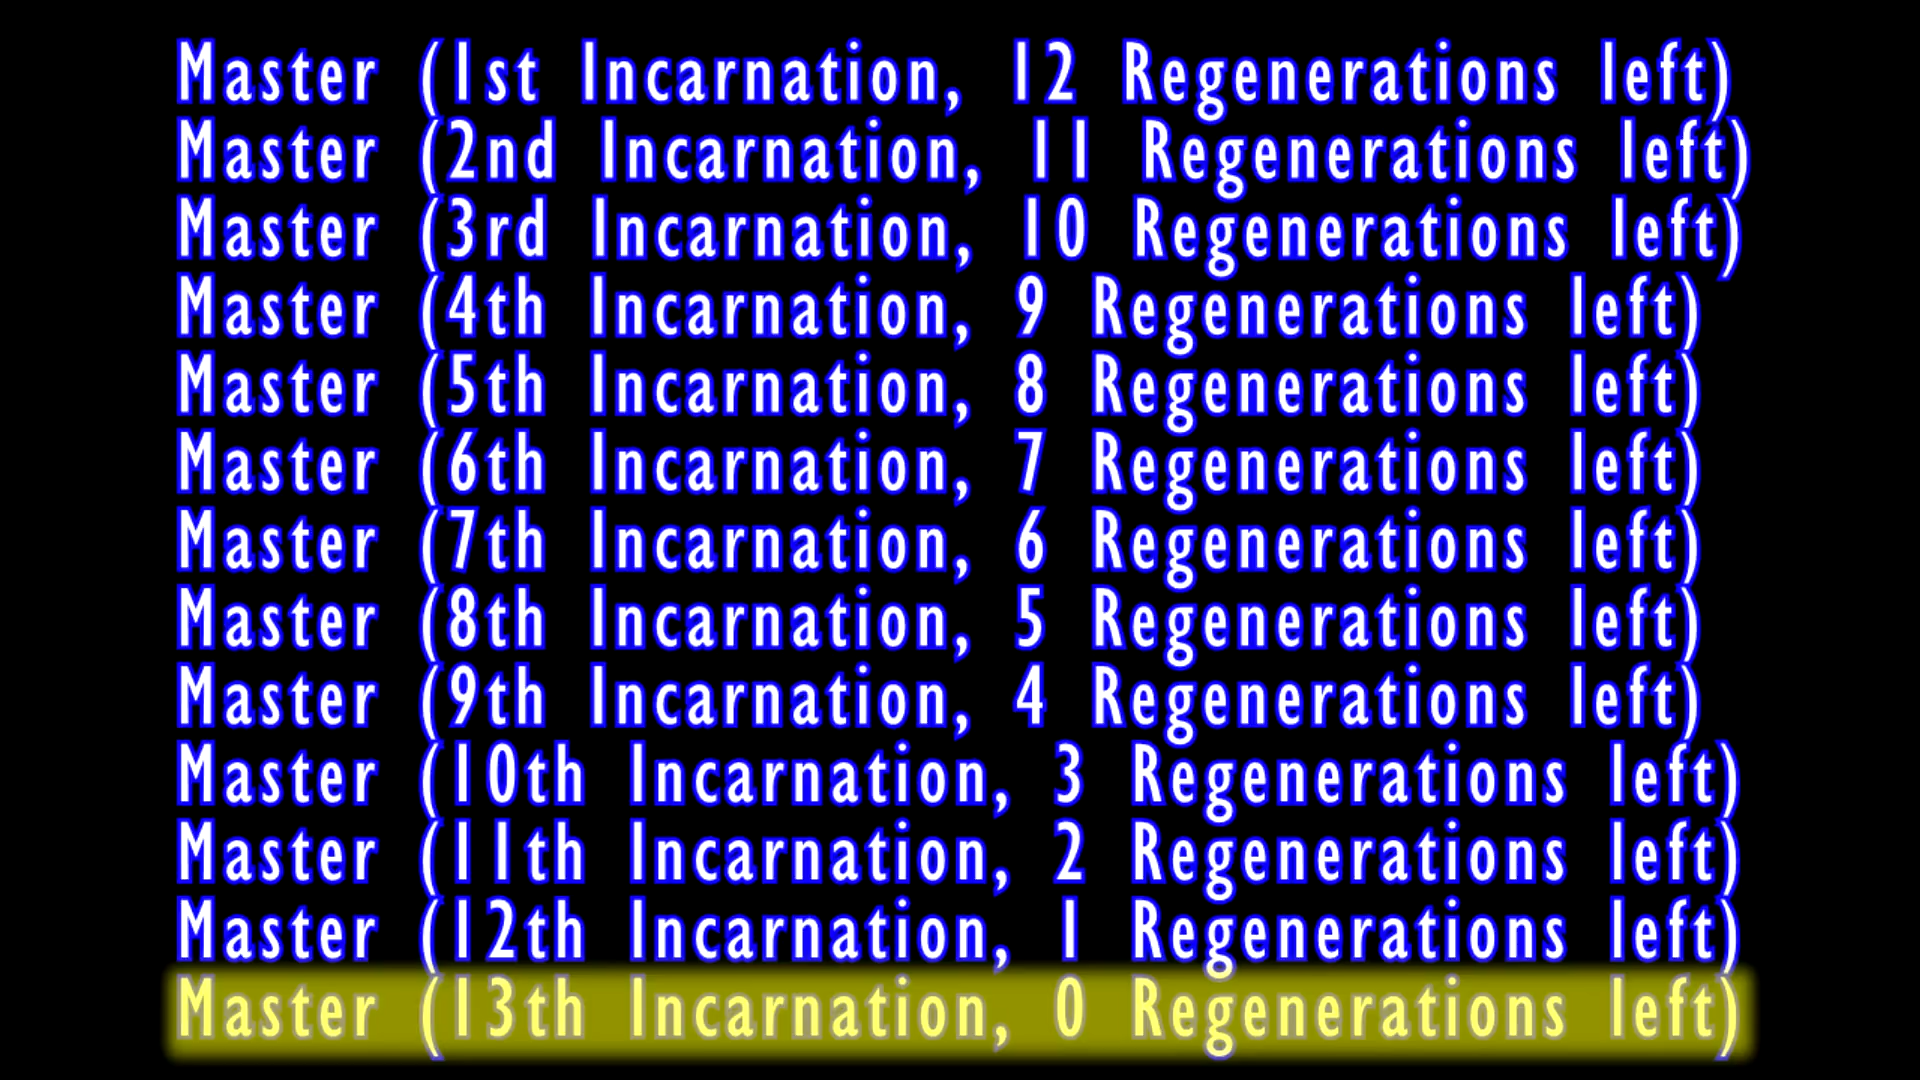 Master (1st Incarnation, 12 Regenerations left)
Master (2nd Incarnation, 11 Regenerations left)
Master (3rd Incarnation, 10 Regenerations left)
Master (4th Incarnation, 9 Regenerations left)
Master (5th Incarnation, 8 Regenerations left)
Master (6th Incarnation, 7 Regenerations left)
Master (7th Incarnation, 6 Regenerations left)
Master (8th Incarnation, 5 Regenerations left)
Master (9th Incarnation, 4 Regenerations left)
Master (10th Incarnation, 3 Regenerations left)
Master (11th Incarnation, 2 Regenerations left)
Master (12th Incarnation, 1 Regenerations left)
Master (13th Incarnation, 0 Regenerations left)